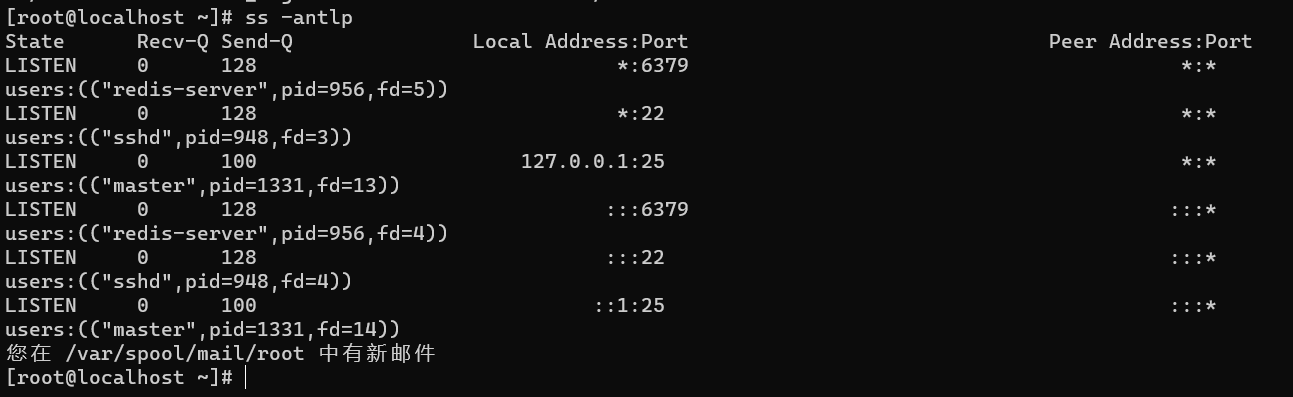 [root@localhost ~]# ss -antlp
State      Recv-Q Send-Q               Local Address:Port                              Peer Address:Port
LISTEN     0      128                              *:6379                                         *:*
users:(("redis-server",pid=956,fd=5))
LISTEN     0      128                              *:22                                           *:*
users:(("sshd",pid=948,fd=3))
LISTEN     0      100                      127.0.0.1:25                                           *:*
users:(("master",pid=1331,fd=13))
LISTEN     0      128                             :::6379                                        :::*
users:(("redis-server",pid=956,fd=4))
LISTEN     0      128                             :::22                                          :::*
users:(("sshd",pid=948,fd=4))
LISTEN     0      100                            ::1:25                                          :::*
users:(("master",pid=1331,fd=14))
您在 /var/spool/mail/root 中有新邮件
[root@localhost ~]#